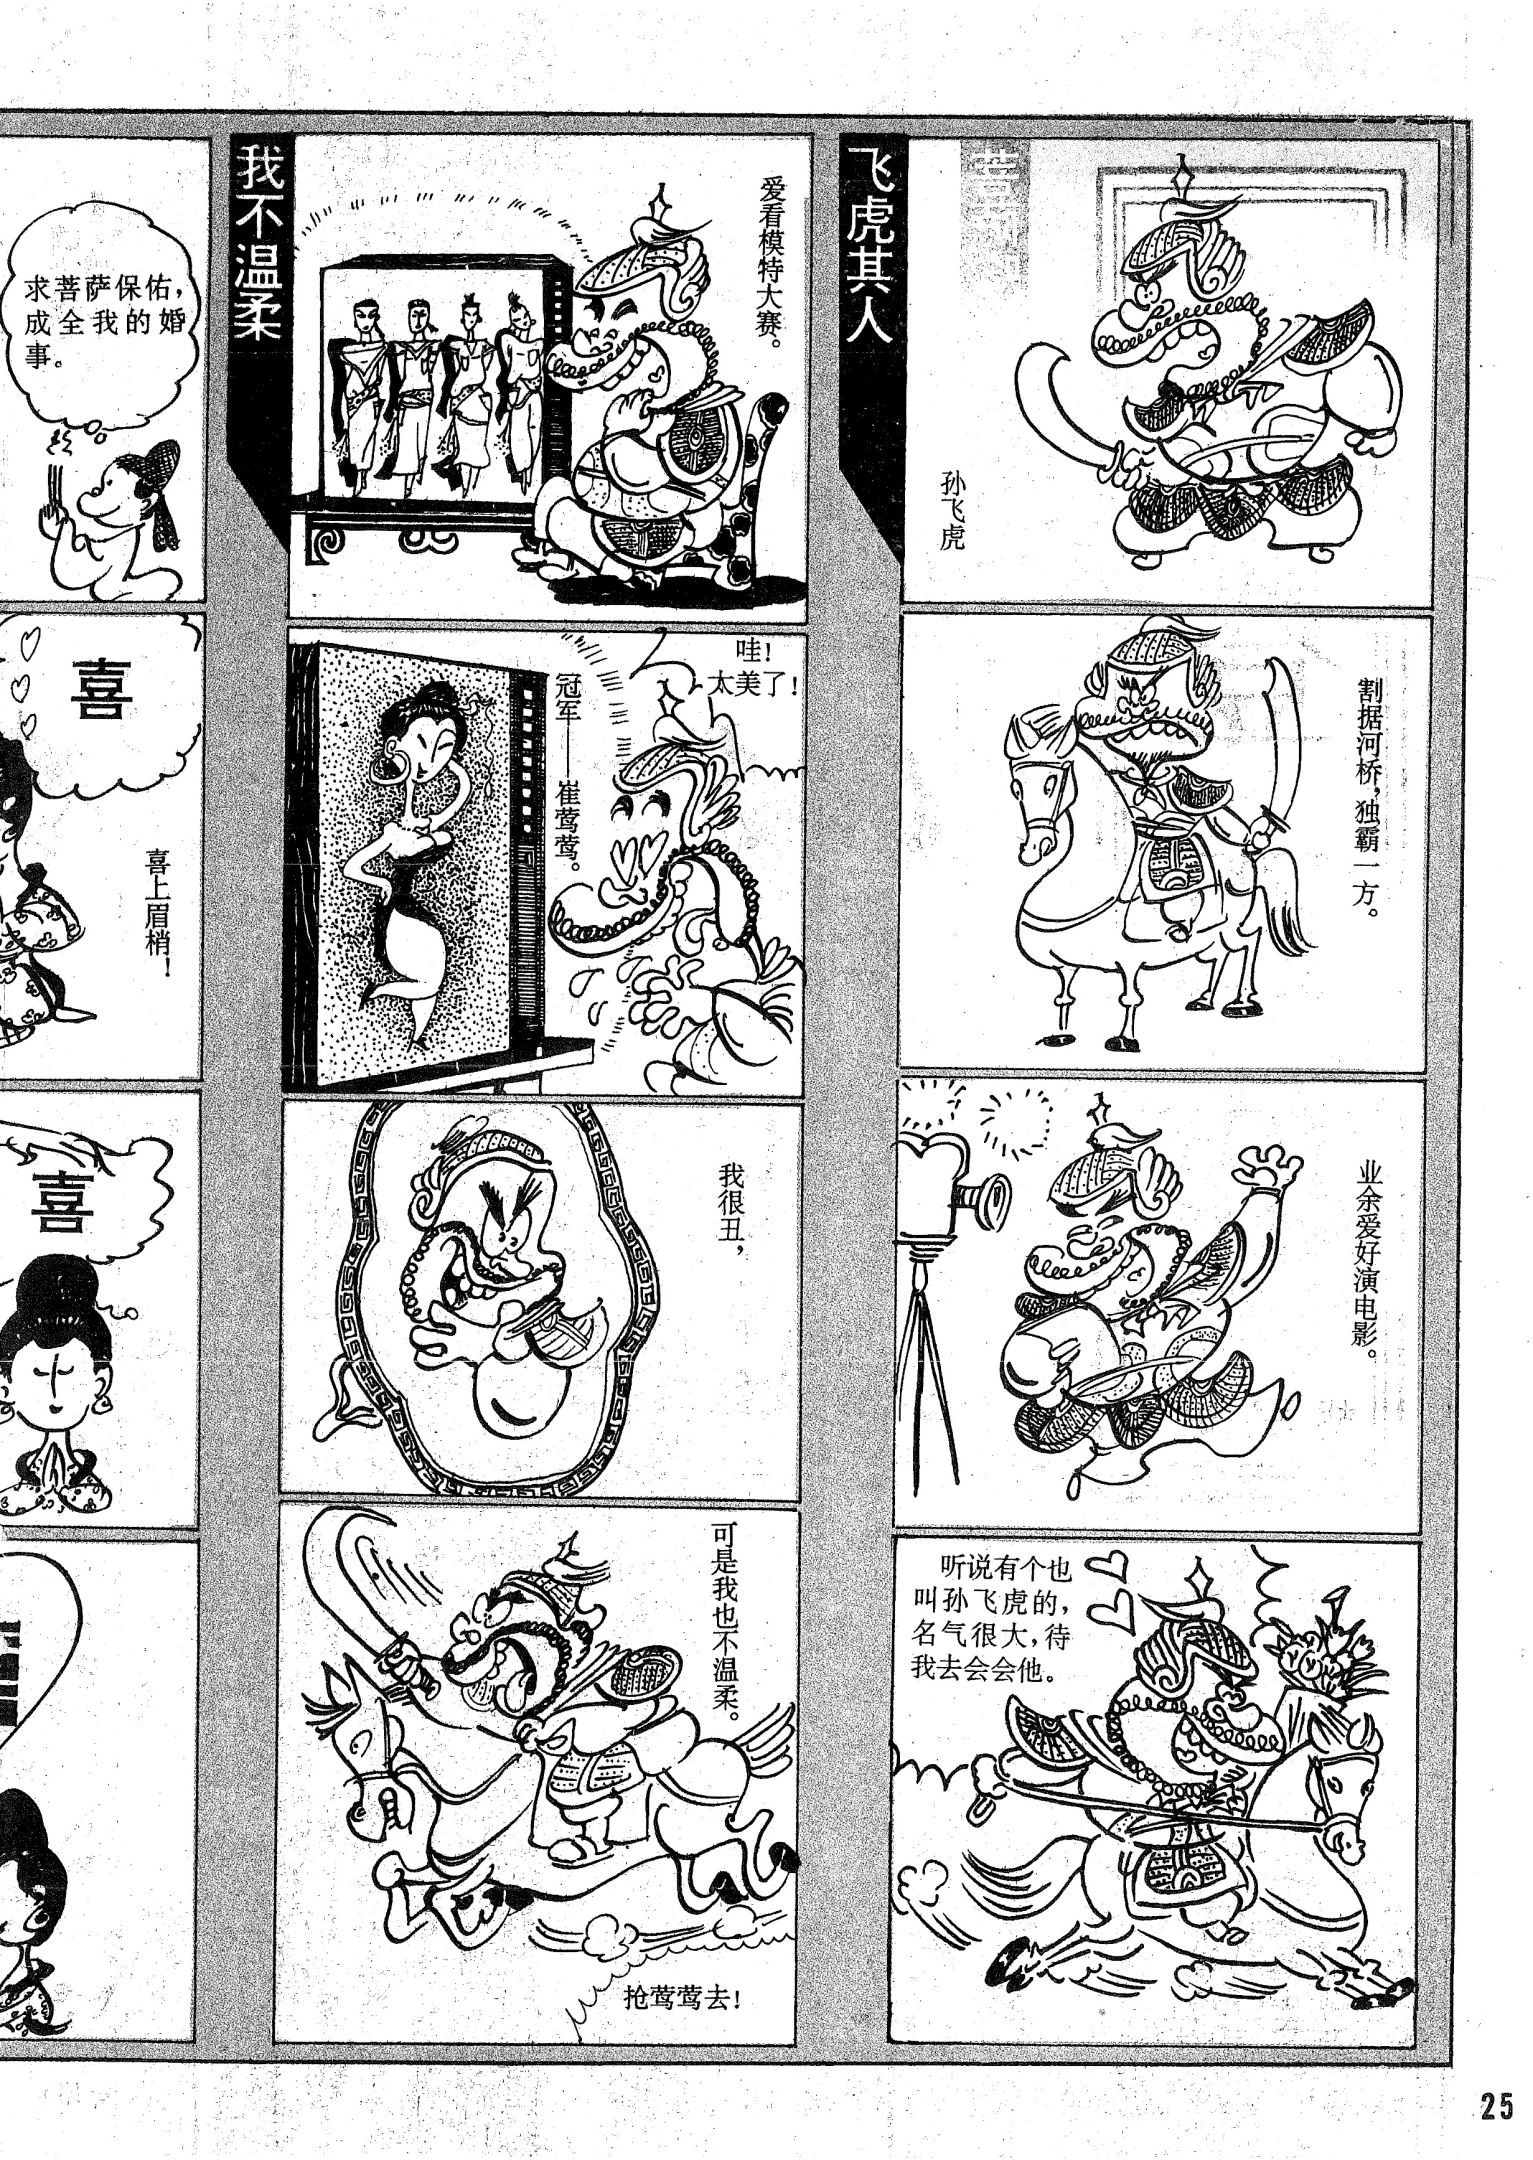 飞虎其人
孙飞虎
割据河桥，独霸一方。
业余爱好演电影。
听说有个也
叫孙飞虎的，
名气很大，待
我去会会他。
我不温柔
爱看模特大赛。
哇！
太美了！
冠军——崔莺莺。
我很丑，
可是我也不温柔。
抢莺莺去！
求菩萨保佑，
成全我的婚
事。
喜
喜上眉梢！
喜
25